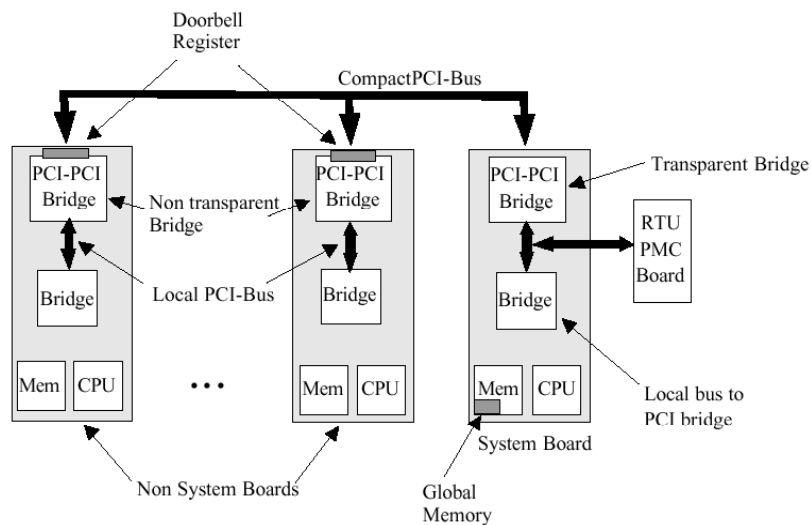 Doorbell
Register
CompactPCI-Bus
PCI-PCI
Bridge
PCI-PCI
Bridge
PCI-PCI
Bridge
Transparent Bridge
Non transparent
Bridge
RTU
PMC
Board
Local PCI-Bus
Bridge
Bridge
Bridge
Mem
CPU
...
Mem
CPU
Mem
CPU
Local bus to
PCI bridge
System Board
Non System Boards
Global
Memory